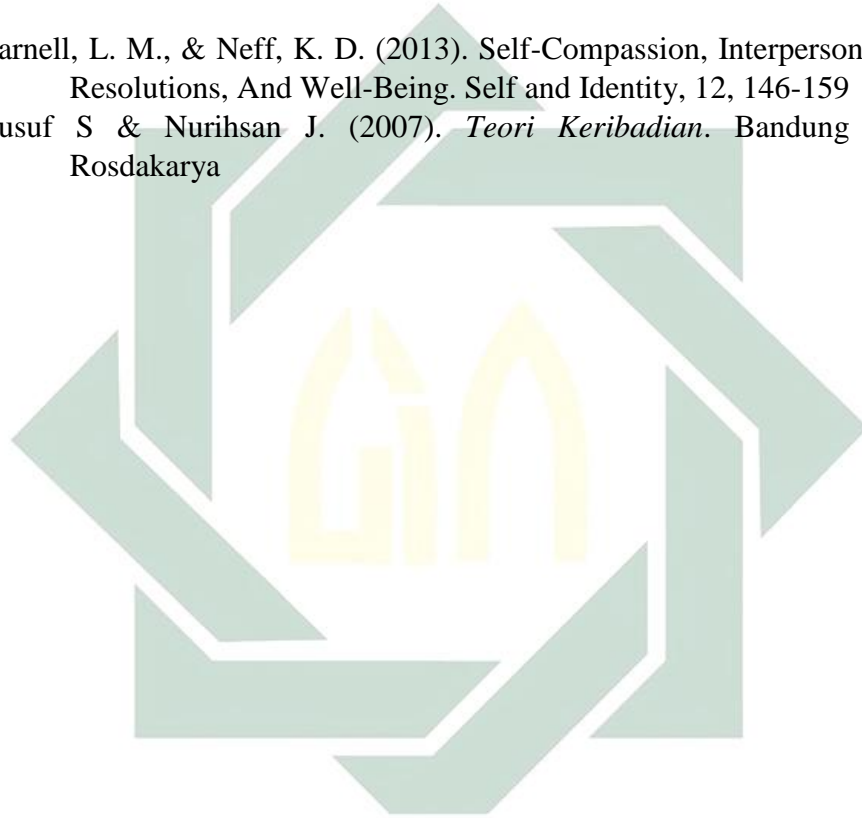 arnell, L. M., & Neff, K. D. (2013). Self-Compassion, Interperson
Resolutions, And Well-Being. Self and Identity, 12, 146-159
usuf S & Nurihsan J. (2007). Teori Keribadian. Bandung
Rosdakarya